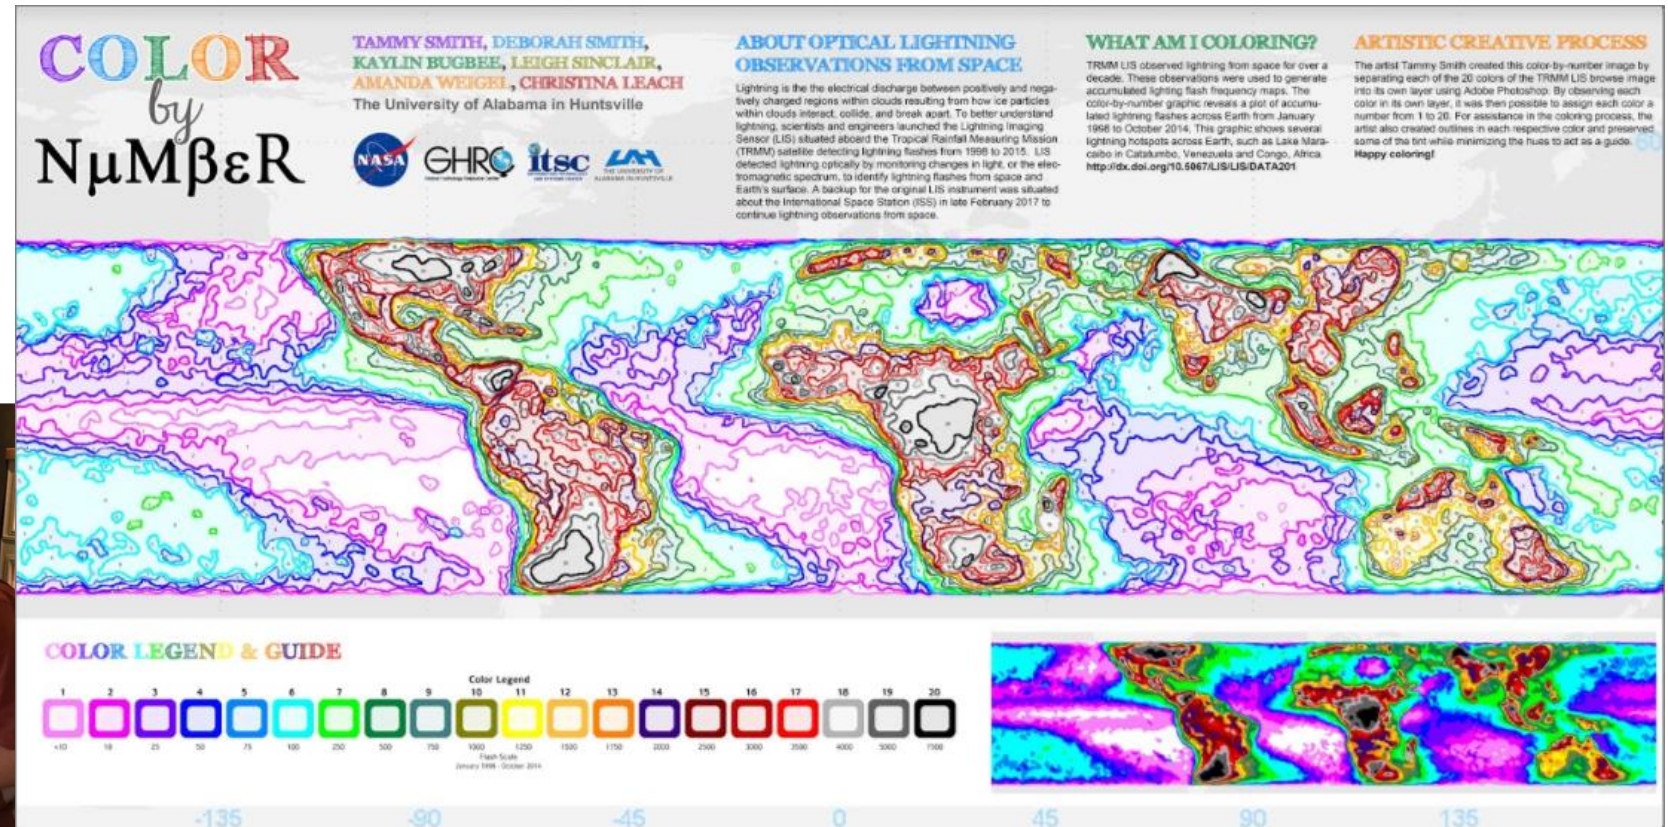 COLOR
by
NμMβεR
TAMMY SMITH, DEBORAH SMITH,
KAYLIN BUGBEE, LEIGH SINCLAIR,
AMANDA WEIGEL, CHRISTINA LEACH
The University of Alabama in Huntsville
NASA GHRC itsc UAH
THE UNIVERSITY OF
ALABAMA IN HUNTSVILLE
ABOUT OPTICAL LIGHTNING
OBSERVATIONS FROM SPACE
Lightning is the the electrical discharge between positively and nega-
tively charged regions within clouds resulting from how ice particles
within clouds interact, collide, and break apart. To better understand
lightning, scientists and engineers launched the Lightning Imaging
Sensor (LIS) situated aboard the Tropical Rainfall Measuring Mission
(TRMM) satellite detecting lightning flashes from 1998 to 2015. LIS
detected lightning optically by monitoring changes in light, or the elec-
tromagnetic spectrum, to identify lightning flashes from space and
Earth's surface. A backup for the original LIS instrument was situated
about the International Space Station (ISS) in late February 2017 to
continue lightning observations from space.
WHAT AM I COLORING?
TRMM LIS observed lightning from space for over a
decade. These observations were used to generate
accumulated lighting flash frequency maps. The
color-by-number graphic reveals a plot of accumu-
lated lightning flashes across Earth from January
1998 to October 2014. This graphic shows several
lightning hotspots across Earth, such as Lake Mara-
caibo in Catatumbo, Venezuela and Congo, Africa.
http://dx.doi.org/10.5067/LIS/LIS/DATA201
ARTISTIC CREATIVE PROCESS
The artist Tammy Smith created this color-by-number image by
separating each of the 20 colors of the TRMM LIS browse image
into its own layer using Adobe Photoshop. By observing each
color in its own layer, it was then possible to assign each color a
number from 1 to 20. For assistance in the coloring process, the
artist also created outlines in each respective color and preserved
some of the tint while minimizing the hues to act as a guide.
Happy coloring!
60
COLOR LEGEND & GUIDE
Color Legend
1 2 3 4 5 6 7 8 9 10 11 12 13 14 15 16 17 18 19 20
<10 10 25 50 75 100 250 500 750 1000 1250 1500 1750 2000 2500 3000 3500 4000 5000 7500
Flash Scale
January 1998 - October 2014
-135 -90 -45 0 45 90 135